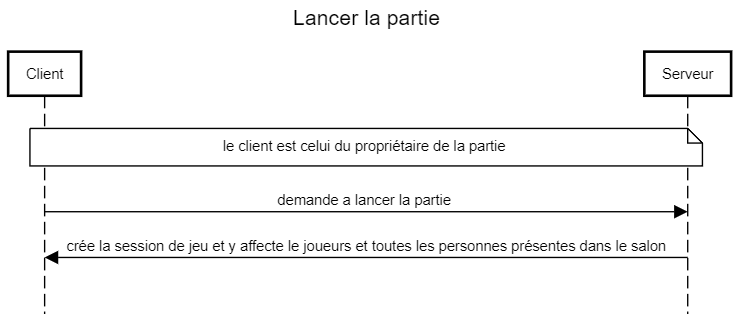 Lancer la partie
Client
Serveur
le client est celui du propriétaire de la partie
demande a lancer la partie
crée la session de jeu et y affecte le joueurs et toutes les personnes présentes dans le salon